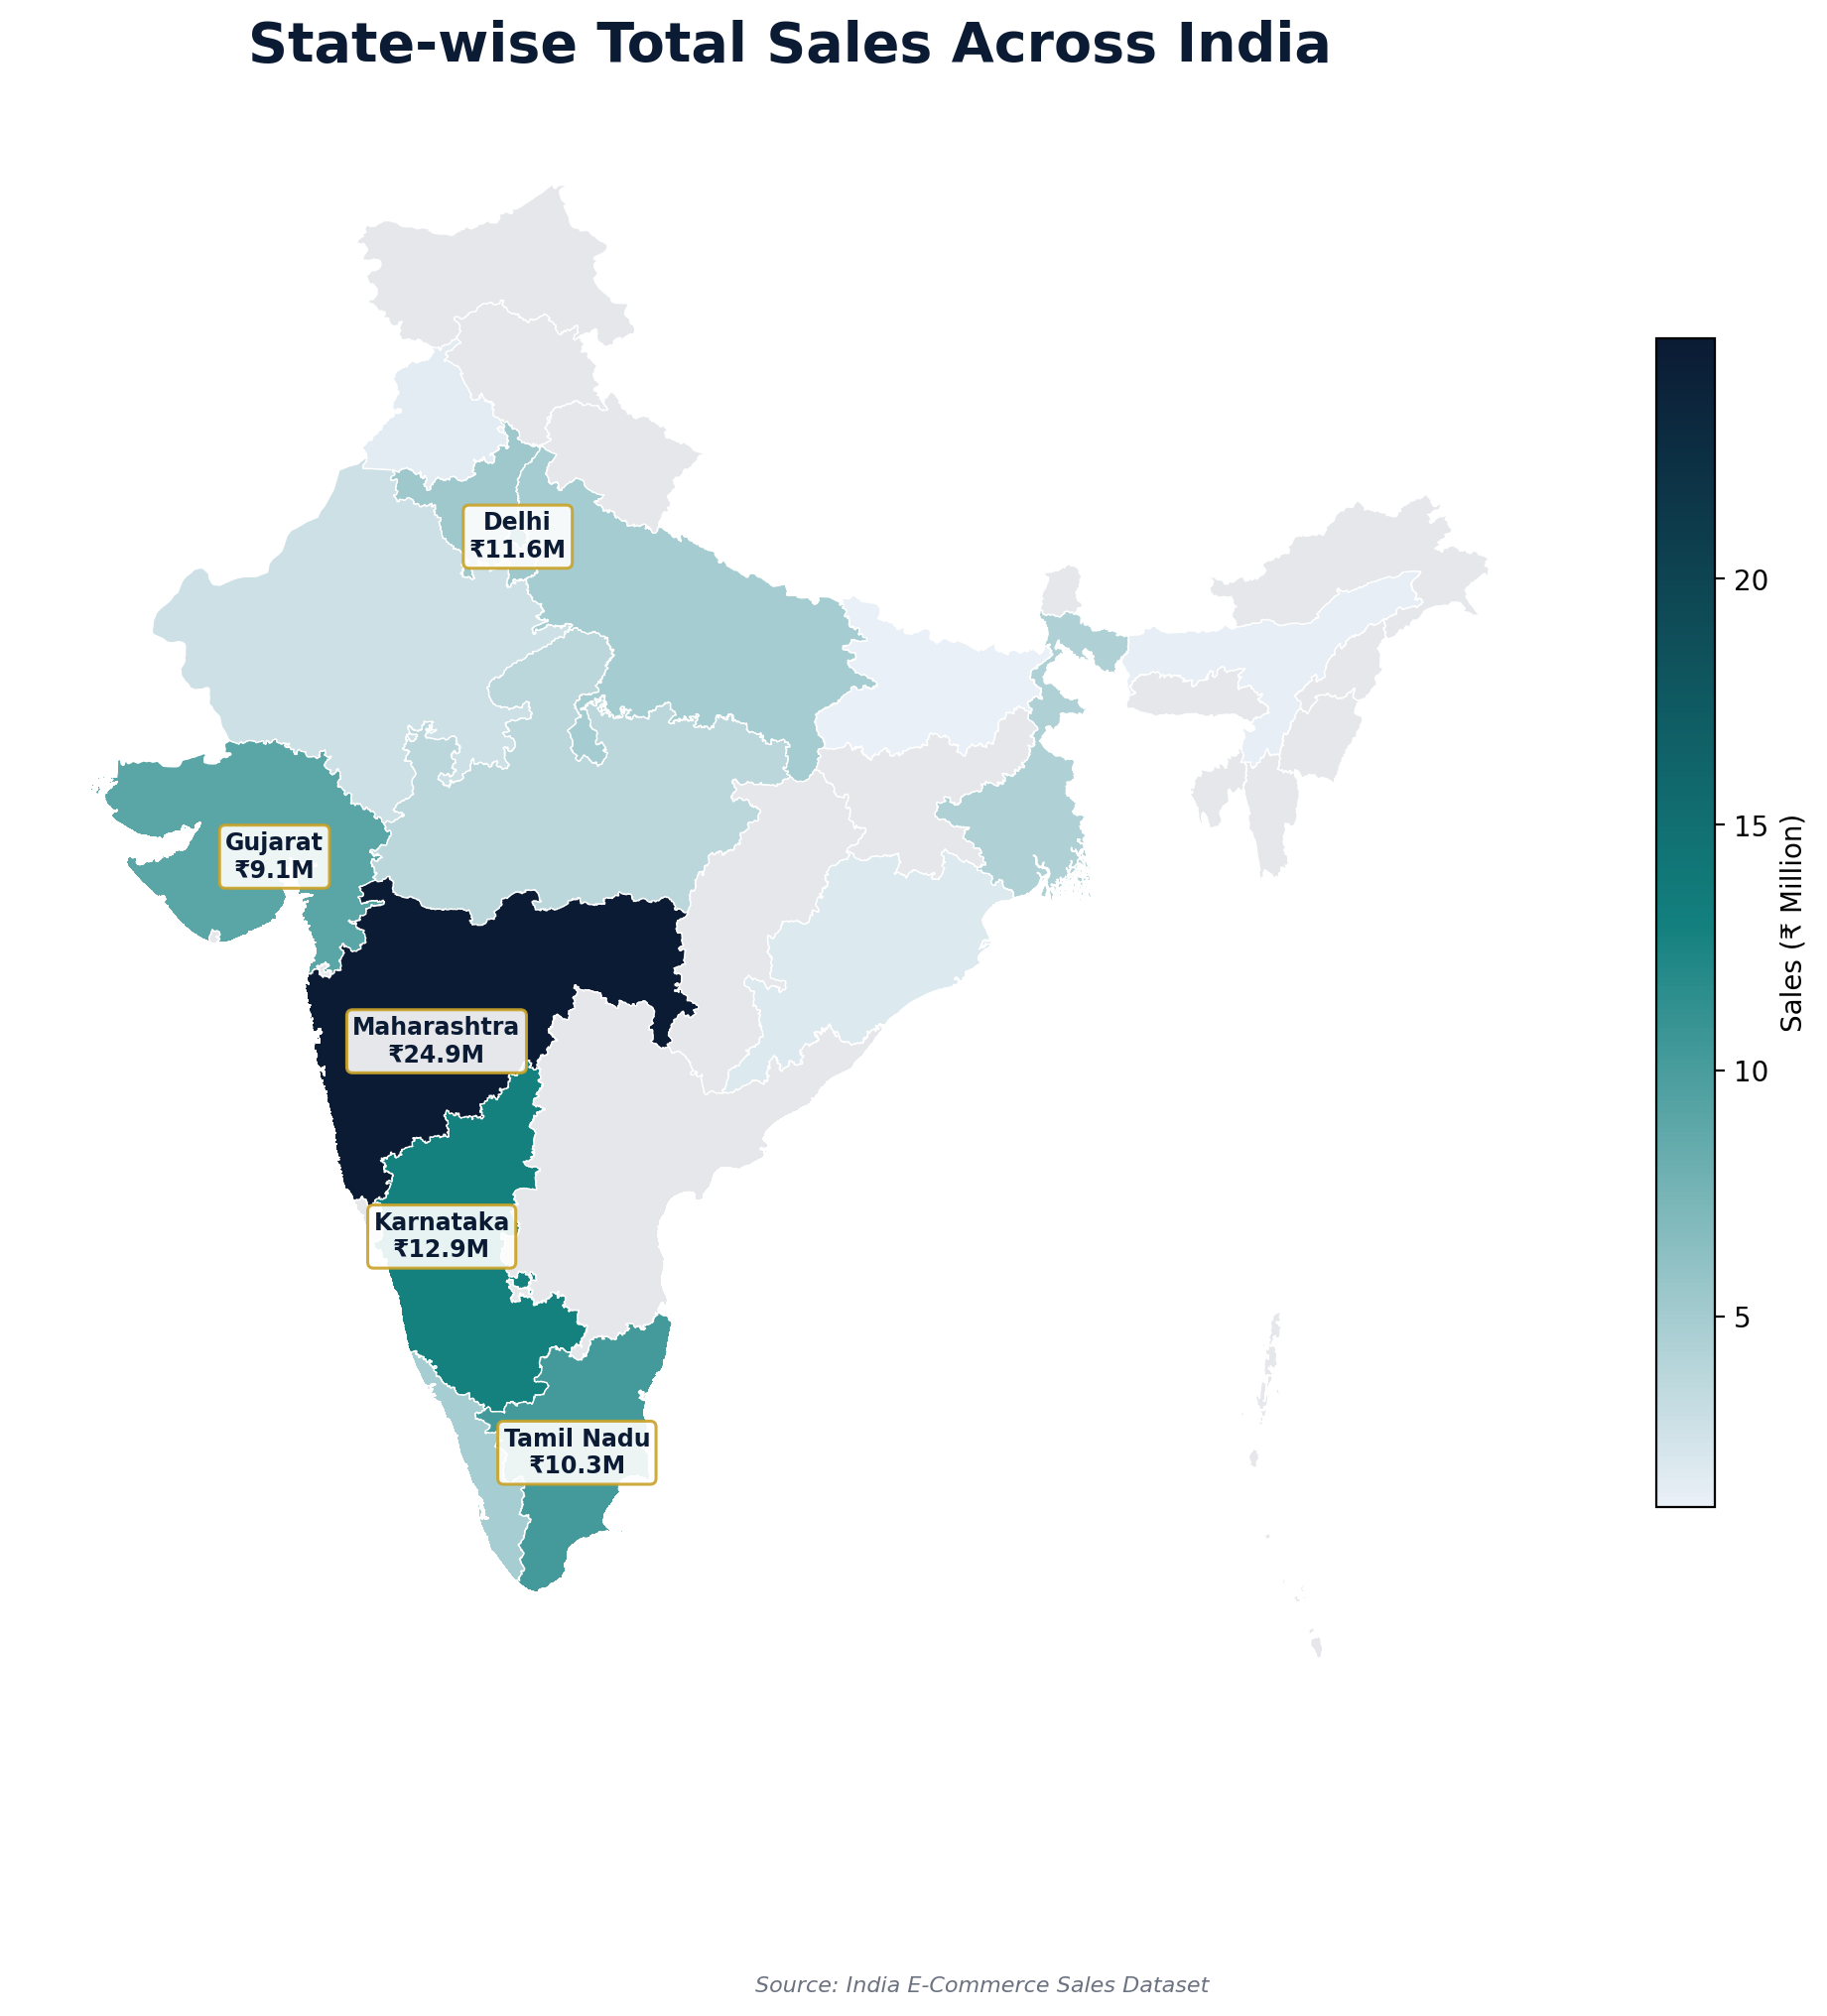 State-wise Total Sales Across India
Delhi
₹11.6M
Gujarat
₹9.1M
Maharashtra
₹24.9M
Karnataka
₹12.9M
Tamil Nadu
₹10.3M
20
15
10
5
Sales (₹ Million)
Source: India E-Commerce Sales Dataset